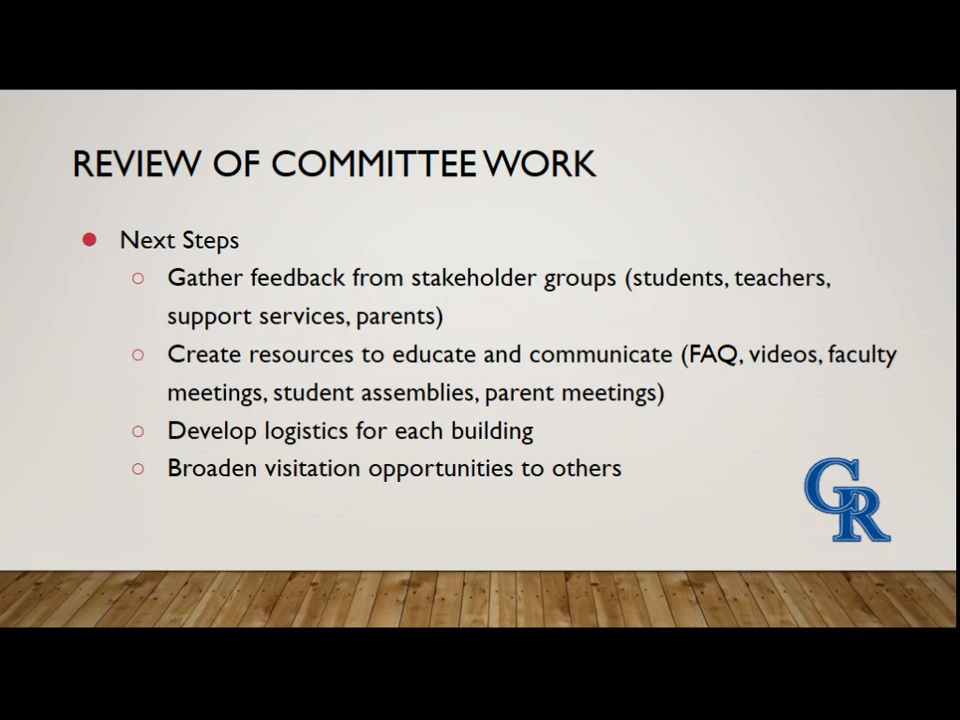 REVIEW OF COMMITTEE WORK
Next Steps
Gather feedback from stakeholder groups (students, teachers,
support services, parents)
Create resources to educate and communicate (FAQ, videos, faculty
meetings, student assemblies, parent meetings)
Develop logistics for each building
Broaden visitation opportunities to others
GR